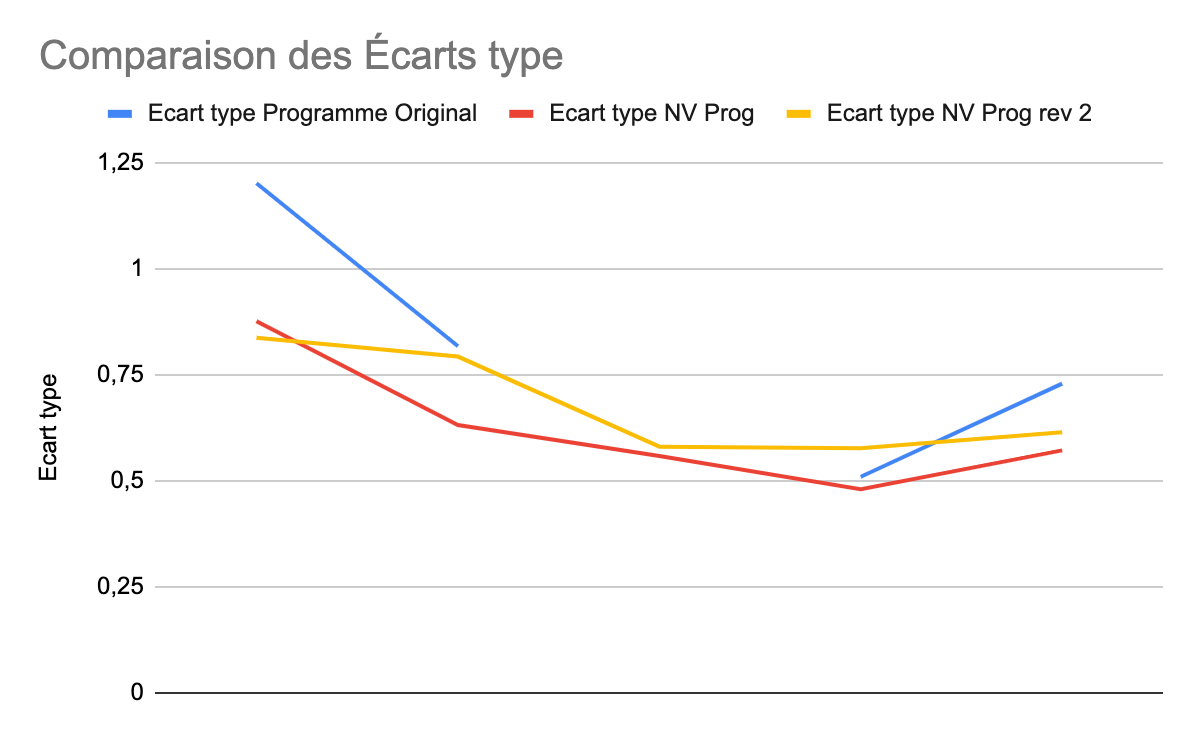 Comparaison des Écarts type
Ecart type Programme Original Ecart type NV Prog Ecart type NV Prog rev 2
1,25
1
0,75
0,5
0,25
0
Ecart type